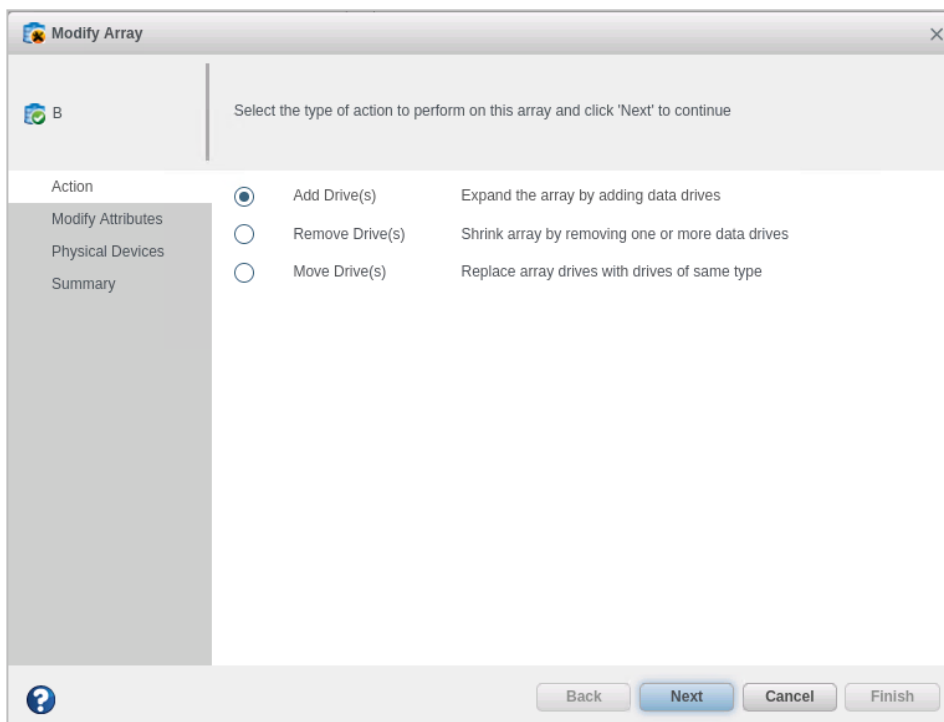 Modify Array
B
Select the type of action to perform on this array and click 'Next' to continue
Action
Modify Attributes
Physical Devices
Summary
Add Drive(s) Expand the array by adding data drives
Remove Drive(s) Shrink array by removing one or more data drives
Move Drive(s) Replace array drives with drives of same type
? Back Next Cancel Finish